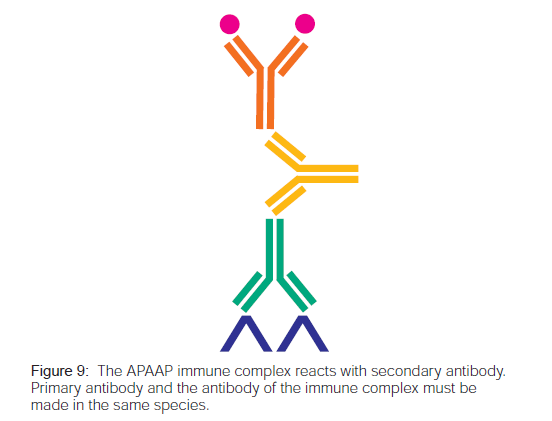 Figure 9: The APAAP immune complex reacts with secondary antibody.
Primary antibody and the antibody of the immune complex must be
made in the same species.